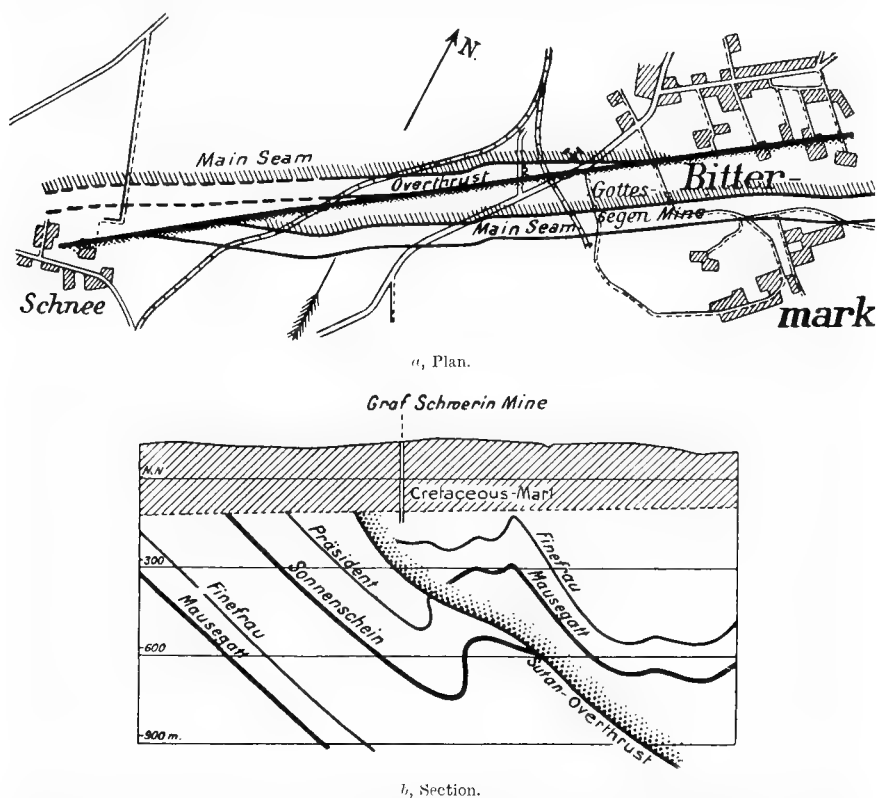 N.
Main Seam
Overthrust
Gottes-
segen Mine
Bitter-
Main Seam
Schnee
mark
a, Plan.
Graf Schwerin Mine
N.N
Cretaceous-Marl
Präsident
Sonnenschein
Finefrau
Mausegatt
Finefrau
Mausegatt
-300
-600
-900 m.
Sutan-Overthrust
b, Section.